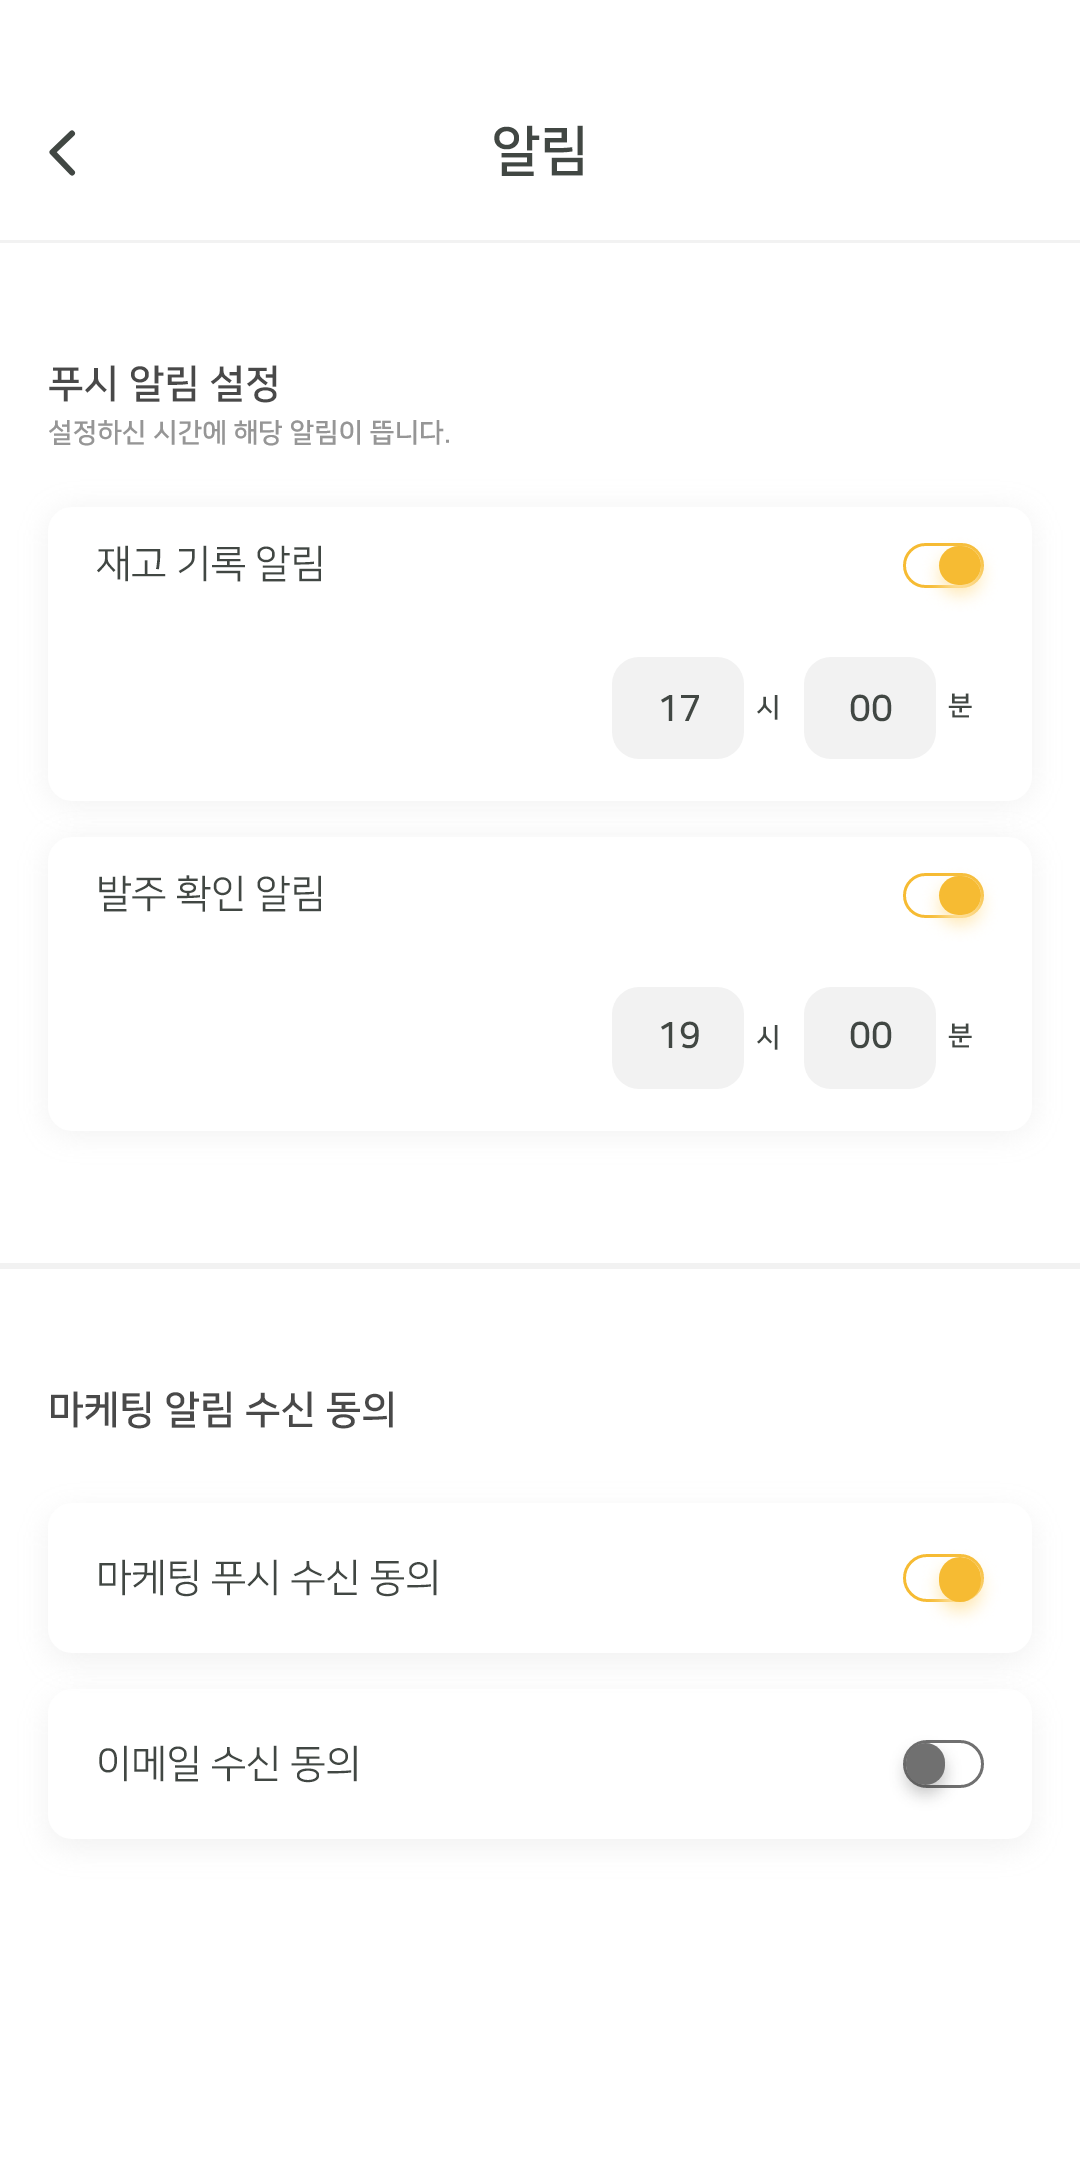 알림
푸시 알림 설정
설정하신 시간에 해당 알림이 뜹니다.
재고 기록 알림
17 시 00 분
발주 확인 알림
19 시 00 분
마케팅 알림 수신 동의
마케팅 푸시 수신 동의
이메일 수신 동의